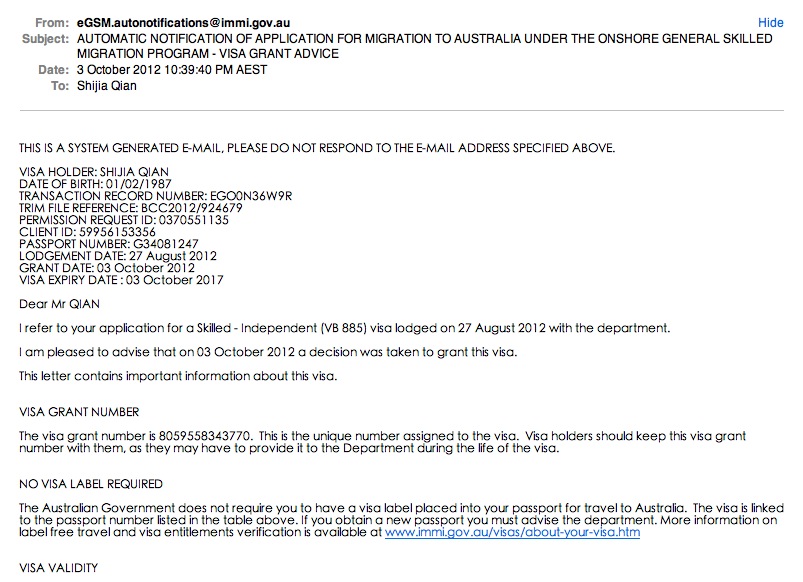 From: eGSM.autonotifications@immi.gov.au
Hide
Subject: AUTOMATIC NOTIFICATION OF APPLICATION FOR MIGRATION TO AUSTRALIA UNDER THE ONSHORE GENERAL SKILLED
MIGRATION PROGRAM - VISA GRANT ADVICE
Date: 3 October 2012 10:39:40 PM AEST
To: Shijia Qian
THIS IS A SYSTEM GENERATED E-MAIL, PLEASE DO NOT RESPOND TO THE E-MAIL ADDRESS SPECIFIED ABOVE.
VISA HOLDER: SHIJIA QIAN
DATE OF BIRTH: 01/02/1987
TRANSACTION RECORD NUMBER: EGO0N36W9R
TRIM FILE REFERENCE: BCC2012/924679
PERMISSION REQUEST ID: 0370551135
CLIENT ID: 59956153356
PASSPORT NUMBER: G34081247
LODGEMENT DATE: 27 August 2012
GRANT DATE: 03 October 2012
VISA EXPIRY DATE : 03 October 2017
Dear Mr QIAN
I refer to your application for a Skilled - Independent (VB 885) visa lodged on 27 August 2012 with the department.
I am pleased to advise that on 03 October 2012 a decision was taken to grant this visa.
This letter contains important information about this visa.
VISA GRANT NUMBER
The visa grant number is 8059558343770.  This is the unique number assigned to the visa.  Visa holders should keep this visa grant
number with them, as they may have to provide it to the Department during the life of the visa.
NO VISA LABEL REQUIRED
The Australian Government does not require you to have a visa label placed into your passport for travel to Australia.  The visa is linked
to the passport number listed in the table above. If you obtain a new passport you must advise the department. More information on
label free travel and visa entitlements verification is available at www.immi.gov.au/visas/about-your-visa.htm
VISA VALIDITY